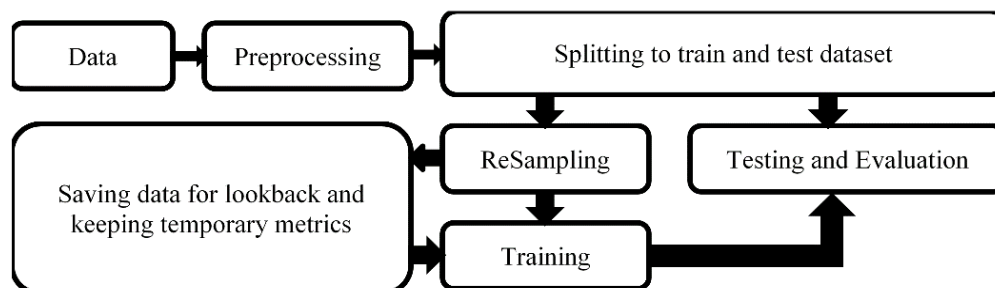 Data
Preprocessing
Splitting to train and test dataset
ReSampling
Testing and Evaluation
Saving data for lookback and
keeping temporary metrics
Training